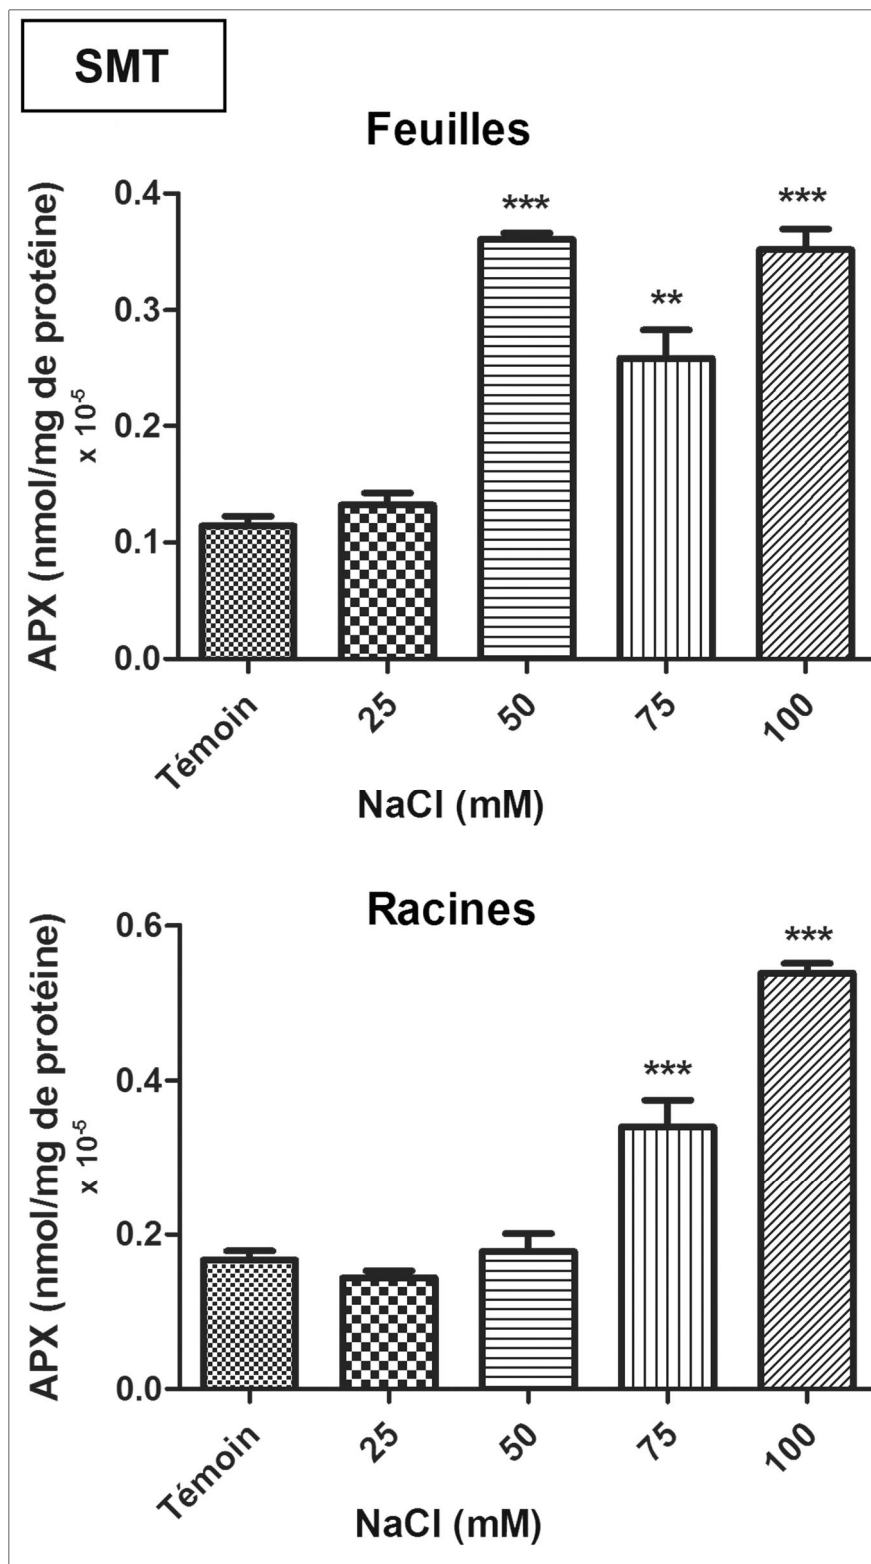 SMT
Feuilles
APX (nmol/mg de protéine)
x 10-5
0.4
0.3
0.2
0.1
0.0
***
**
***
Témoin
25
50
75
100
NaCl (mM)
Racines
APX (nmol/mg de protéine)
x 10-5
0.6
0.4
0.2
0.0
***
***
Témoin
25
50
75
100
NaCl (mM)